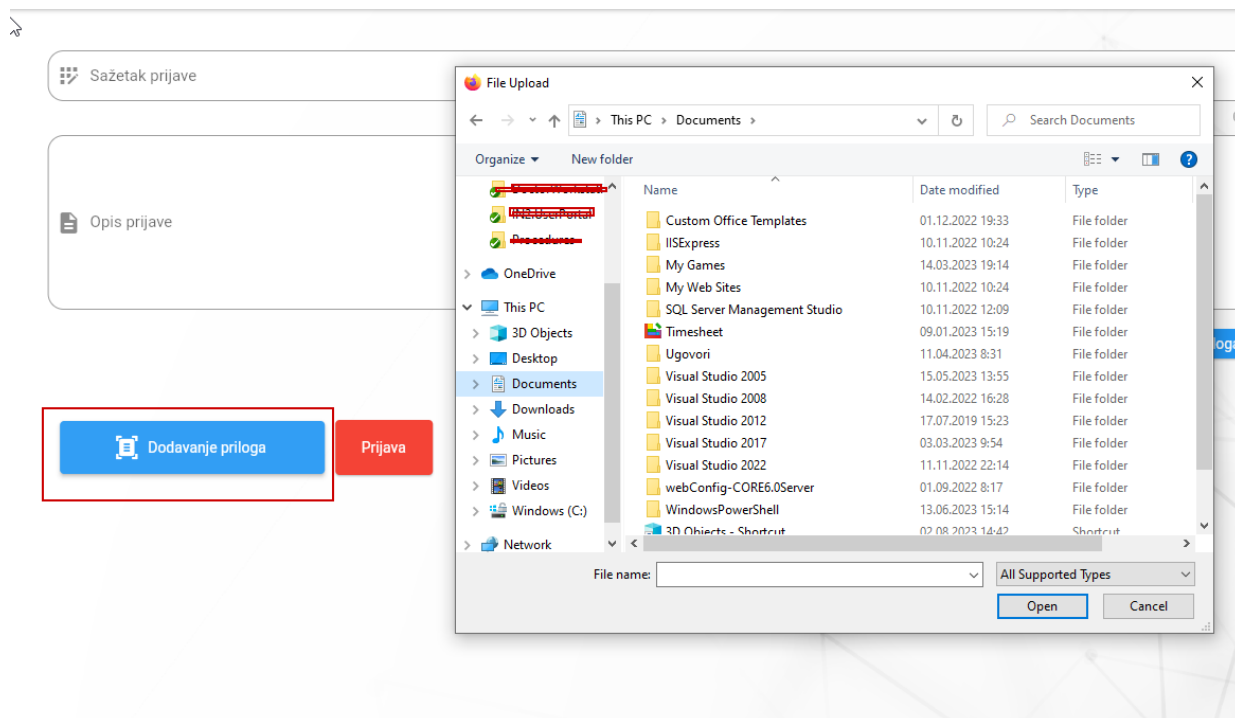 Sažetak prijave
Opis prijave
Dodavanje priloga
Prijava
File Upload
This PC > Documents >
Search Documents
Organize
New folder
OneDrive
This PC
3D Objects
Desktop
Documents
Downloads
Music
Pictures
Videos
Windows (C:)
Network
Name Date modified Type
Custom Office Templates 01.12.2022 19:33 File folder
IISExpress 10.11.2022 10:24 File folder
My Games 14.03.2023 19:14 File folder
My Web Sites 10.11.2022 10:24 File folder
SQL Server Management Studio 10.11.2022 12:09 File folder
Timesheet 09.01.2023 15:19 File folder
Ugovori 11.04.2023 8:31 File folder
Visual Studio 2005 15.05.2023 13:55 File folder
Visual Studio 2008 14.02.2022 16:28 File folder
Visual Studio 2012 17.07.2019 15:23 File folder
Visual Studio 2017 03.03.2023 9:54 File folder
Visual Studio 2022 11.11.2022 22:14 File folder
webConfig-CORE6.0Server 01.09.2022 8:17 File folder
WindowsPowerShell 13.06.2023 15:14 File folder
3D Objects - Shortcut 02.08.2023 14:42 Shortcut
File name:
All Supported Types
Open
Cancel